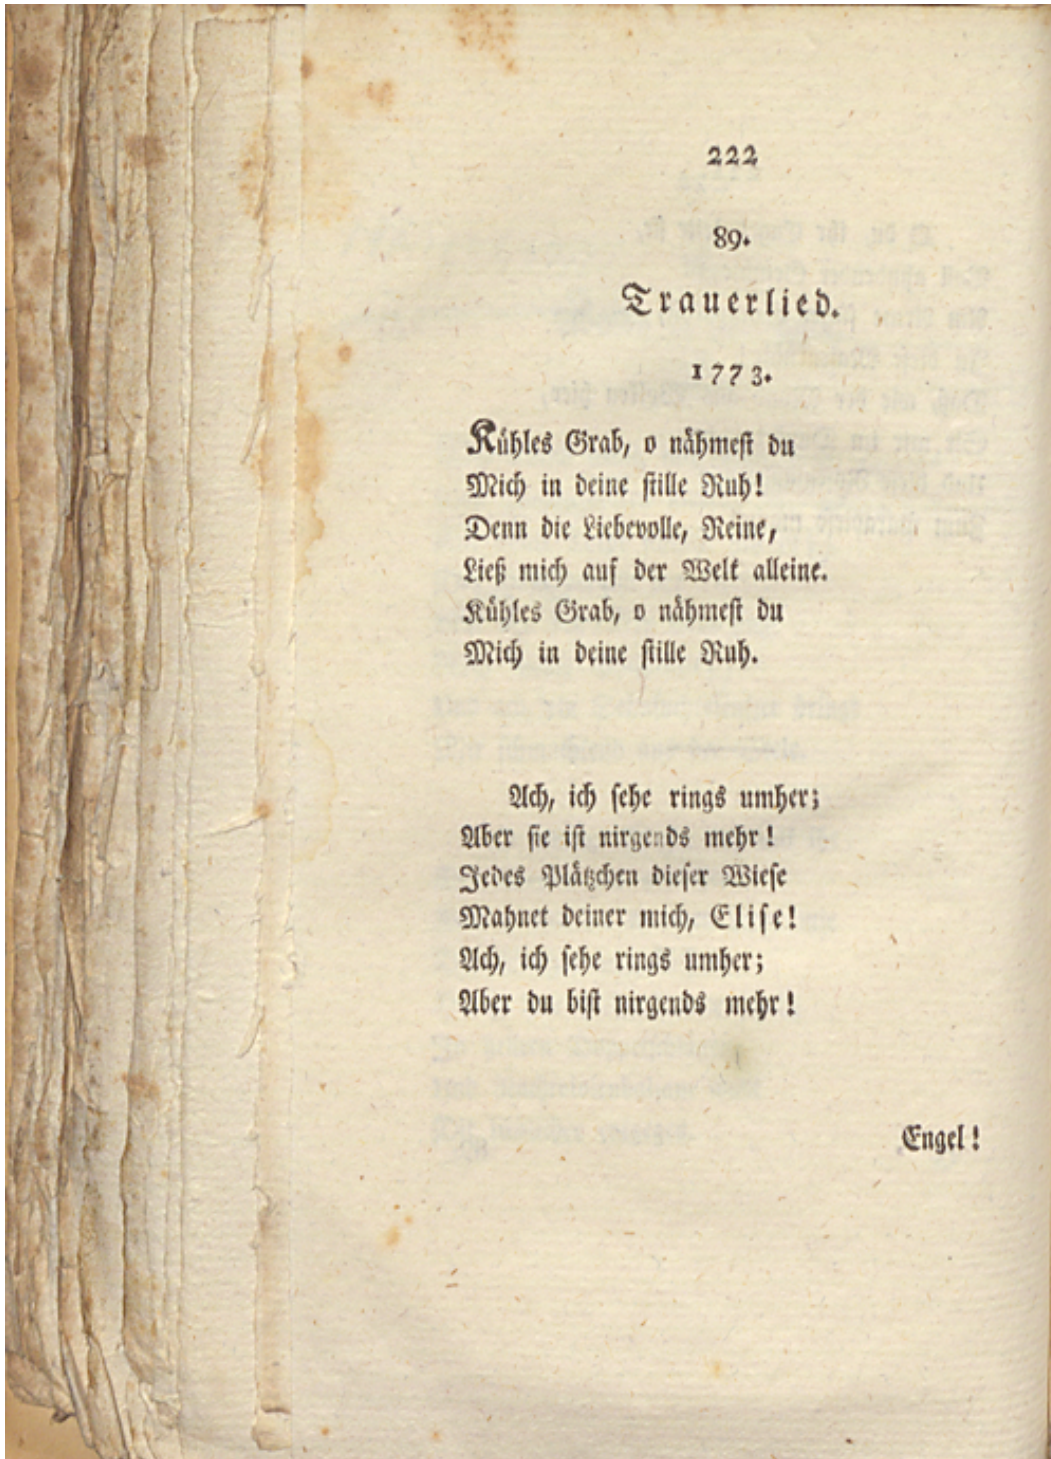 222
89.
Trauerlied.
1773.
Kühles Grab, o nähmest du
Mich in deine stille Ruh!
Denn die Liebevolle, Reine,
Ließ mich auf der Welt alleine.
Kühles Grab, o nähmest du
Mich in deine stille Ruh.
Ach, ich sehe rings umher;
Aber sie ist nirgends mehr!
Jedes Plätzchen dieser Wiese
Mahnet deiner mich, Elise!
Ach, ich sehe rings umher;
Aber du bist nirgends mehr!
Engel!